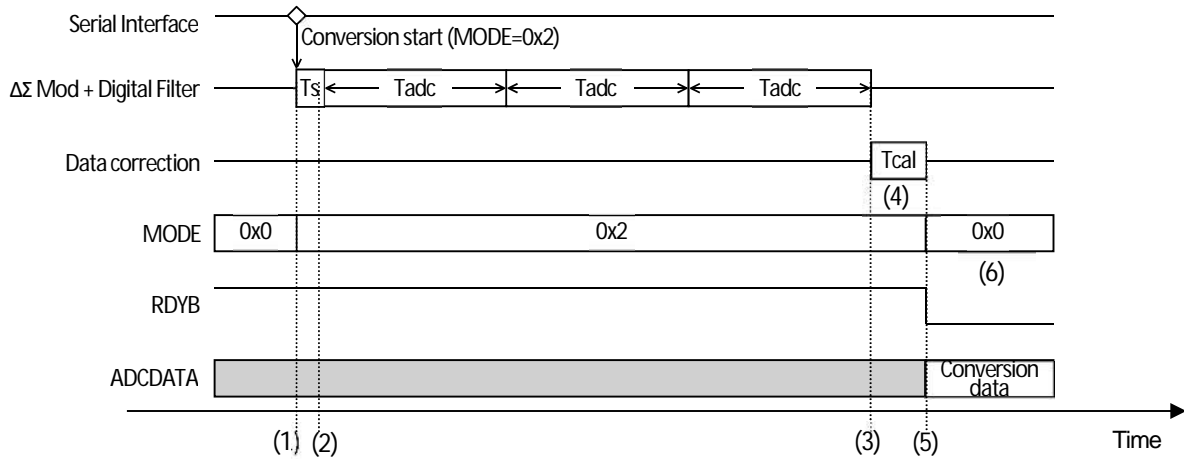 Serial Interface
Conversion start (MODE=0x2)
ΔΣ Mod + Digital Filter
Ts Tadc Tadc Tadc
Data correction
Tcal
(4)
MODE
0x0 0x2 0x0
(6)
RDYB
ADCDATA
Conversion
data
(1) (2) (3) (5) Time